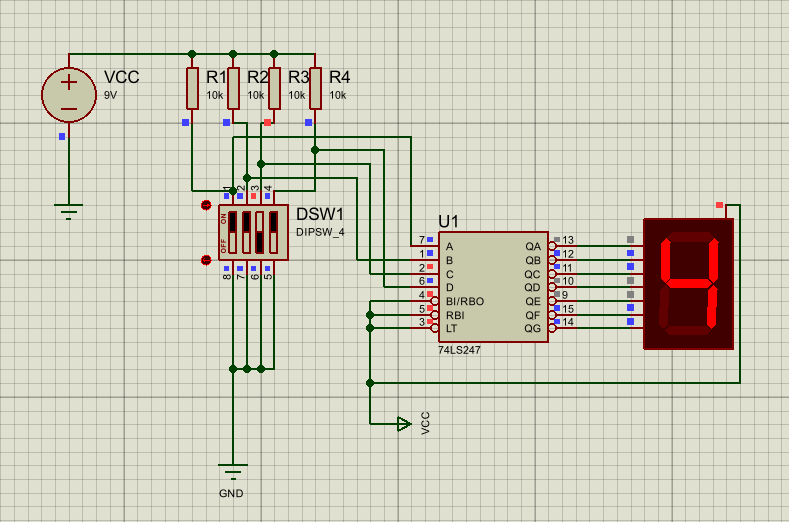 VCC
9V
R1
10k
R2
10k
R3
10k
R4
10k
1 2 3 4
ON
OFF
DSW1
DIPSW_4
8 7 6 5
U1
7 A QA 13
1 B QB 12
2 C QC 11
6 D QD 10
4 BI/RBO QE 9
5 RBI QF 15
3 LT QG 14
74LS247
4
VCC
GND